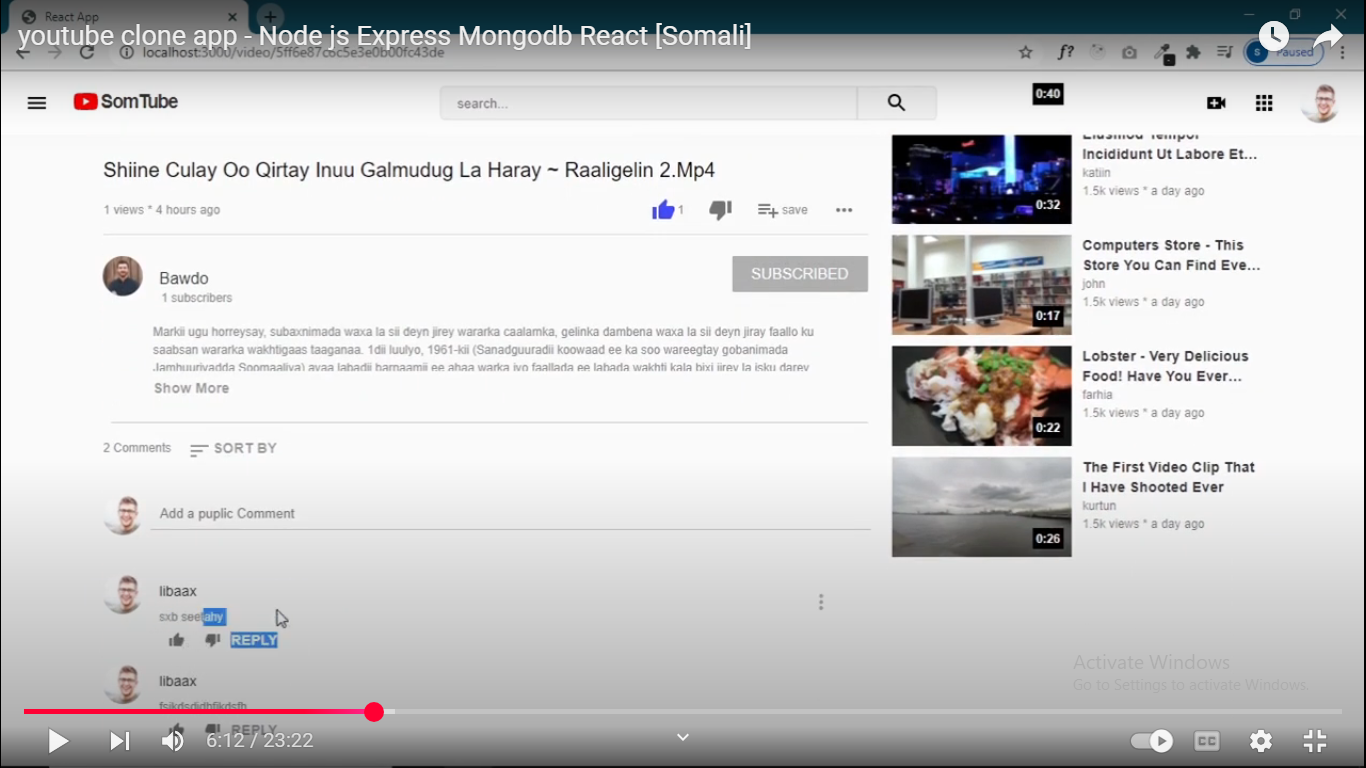 React App
youtube clone app - Node js Express Mongodb React [Somali]
localhost:3000/video/5ff6e87c6c5e3e0b00fc43de
f?
S
Paused
SomTube
search...
0:40
Shiine Culay Oo Qirtay Inuu Galmudug La Haray ~ Raaligelin 2.Mp4
1 views * 4 hours ago
1
save
Bawdo
1 subscribers
SUBSCRIBED
Markii ugu horreysay, subaxnimada waxa la sii deyn jirey wararka caalamka, gelinka dambena waxa la sii deyn jiray faallo ku
saabsan wararka wakhtigaas taaganaa. 1dii luulyo, 1961-kii (Sanadguuradii koowaad ee ka soo wareegtay gobanimada
Jamhuuriyadda Soomaaliya) ayaa labadii barnaamij ee ahaa warka iyo faallada ee labada wakhti kala bixi jirey la isku darey
Show More
2 Comments
SORT BY
Add a puplic Comment
libaax
sxb see
ahy
REPLY
libaax
REPLY
Eiusmod Tempor
Incididunt Ut Labore Et...
katiin
1.5k views * a day ago
0:32
Computers Store - This
Store You Can Find Eve...
john
1.5k views * a day ago
0:17
Lobster - Very Delicious
Food! Have You Ever...
farhia
1.5k views * a day ago
0:22
The First Video Clip That
I Have Shooted Ever
kurtun
1.5k views * a day ago
0:26
Activate Windows
Go to Settings to activate Windows.
6:12 / 23:22
CC